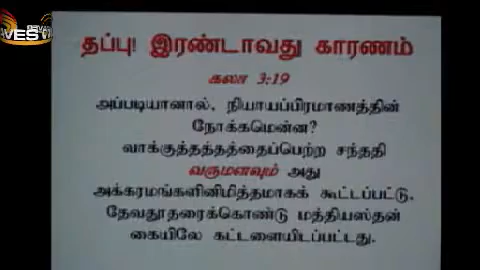 VES
தப்பு! இரண்டாவது காரணம்
கலா 3:19
அப்படியானால், நியாயப்பிரமாணத்தின்
நோக்கமென்ன?
வாக்குத்தத்தத்தைப்பெற்ற சந்ததி
வருமளவும் அது
அக்கரமங்களினிமித்தமாகக் கூட்டப்பட்டு,
தேவதூதரைக்கொண்டு மத்தியஸ்தன்
கையிலே கட்டளையிடப்பட்டது.